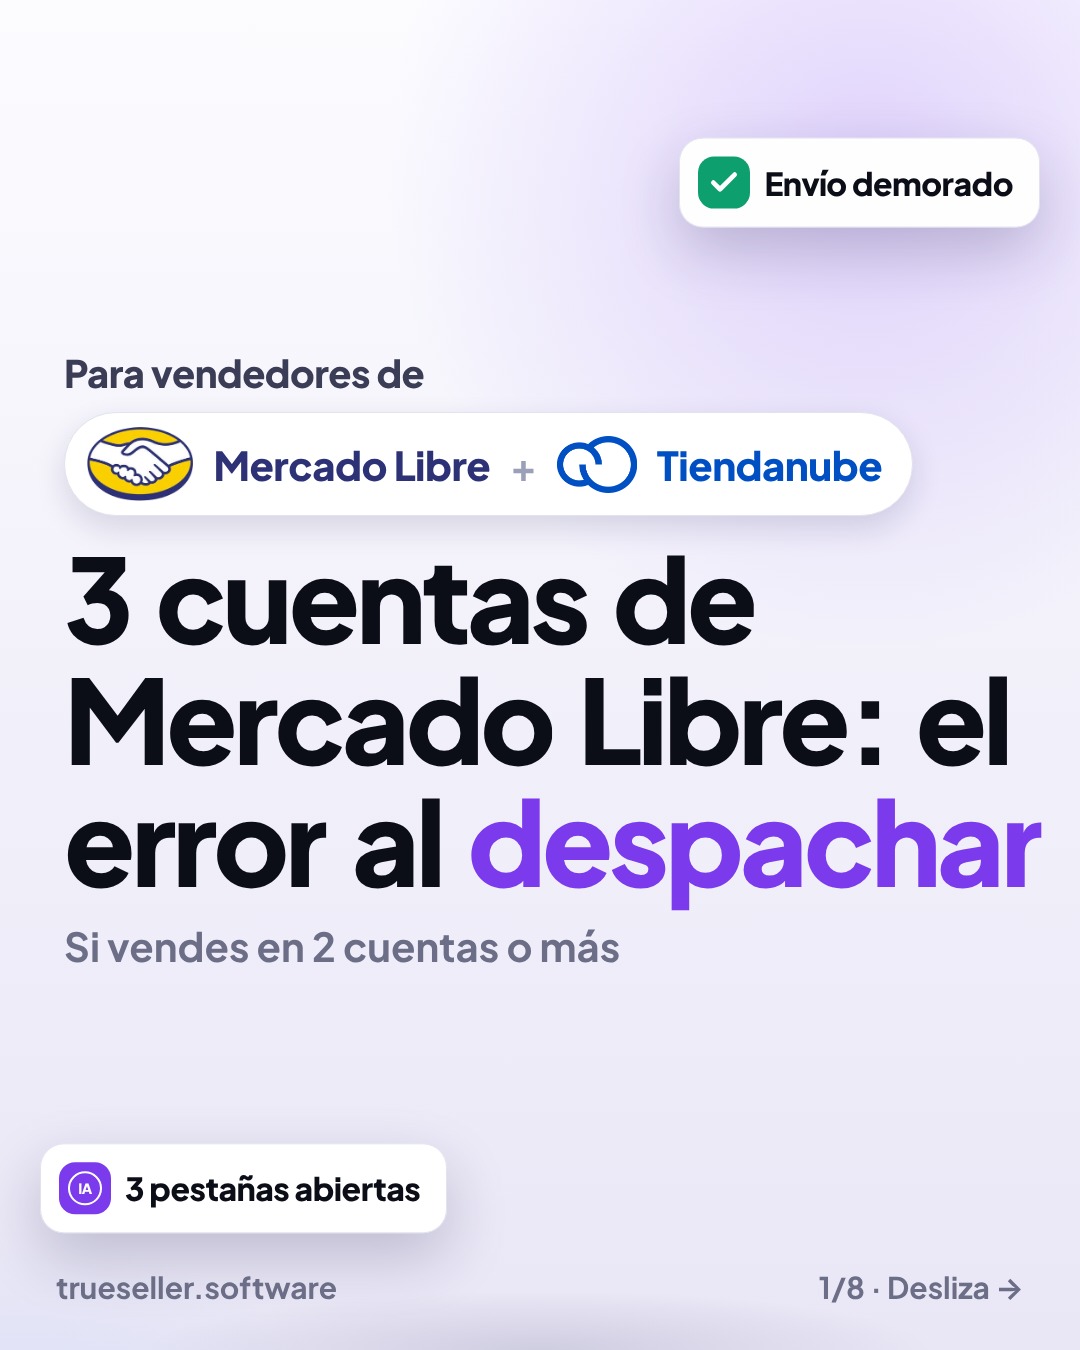 Envío demorado
Para vendedores de
Mercado Libre + Tiendanube
3 cuentas de
Mercado Libre: el
error al despachar
Si vendes en 2 cuentas o más
IA 3 pestañas abiertas
trueseller.software
1/8 · Desliza →